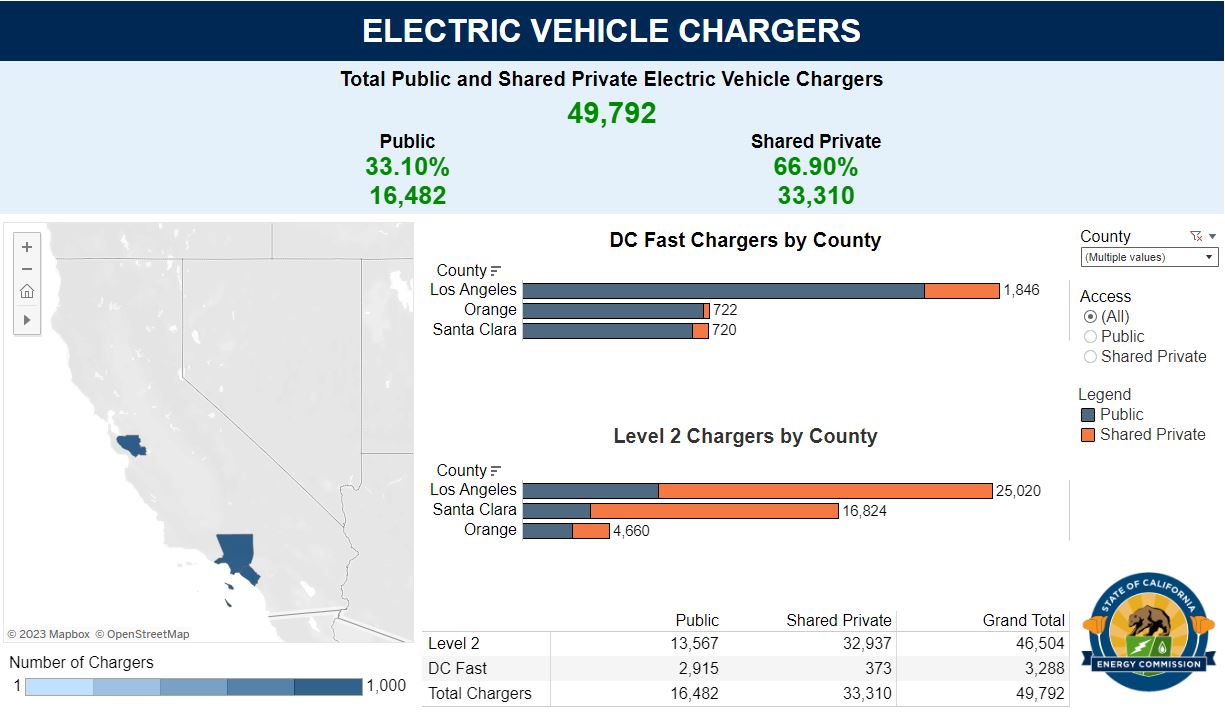 ELECTRIC VEHICLE CHARGERS
Total Public and Shared Private Electric Vehicle Chargers
49,792
Public Shared Private
33.10% 66.90%
16,482 33,310
DC Fast Chargers by County
County
Los Angeles 1,846
Orange 722
Santa Clara 720
Level 2 Chargers by County
County
Los Angeles 25,020
Santa Clara 16,824
Orange 4,660
County
(Multiple values)
Access
(All)
Public
Shared Private
Legend
Public
Shared Private
© 2023 Mapbox © OpenStreetMap
Number of Chargers
1 1,000
Public Shared Private Grand Total
Level 2 13,567 32,937 46,504
DC Fast 2,915 373 3,288
Total Chargers 16,482 33,310 49,792
STATE OF CALIFORNIA
ENERGY COMMISSION